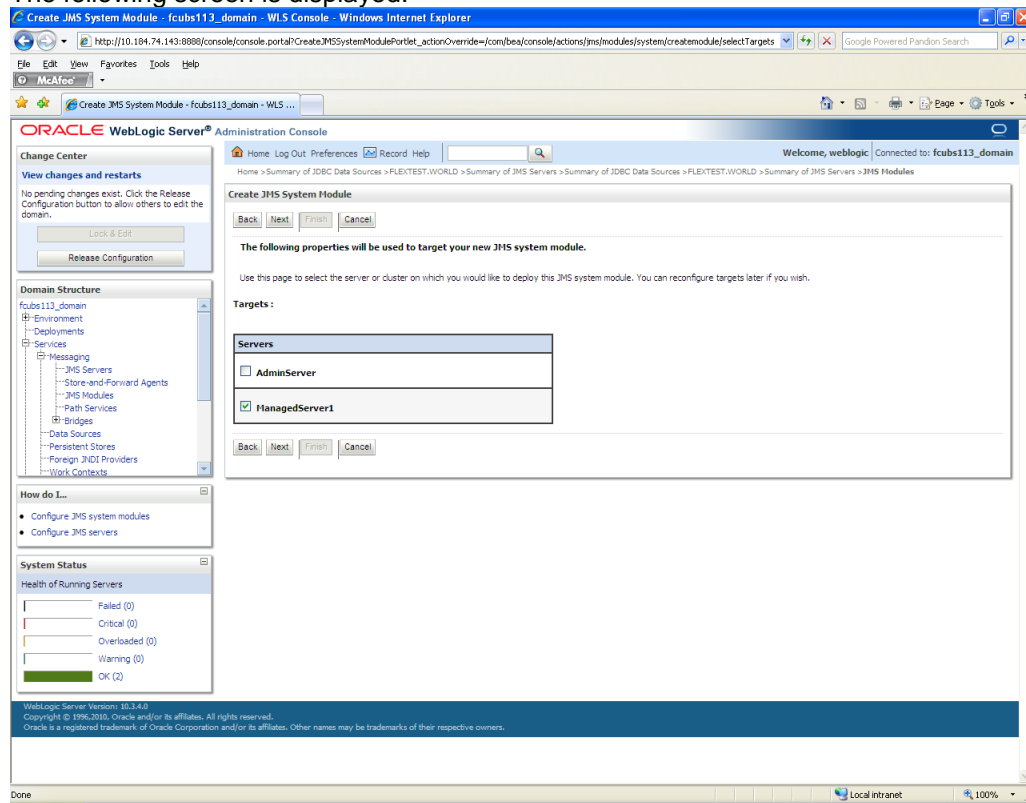 The following screen is displayed:
Create JMS System Module - fcubs113_domain - WLS Console - Windows Internet Explorer
http://10.184.74.143:8888/console/console.portal?CreateJMSSystemModulePortlet_actionOverride=/com/bea/console/actions/jms/modules/system/createmodule/selectTargets
Google Powered Pandion Search
File Edit View Favorites Tools Help
McAfee
Create JMS System Module - fcubs113_domain - WLS ...
Page Tools
ORACLE WebLogic Server® Administration Console
Change Center
View changes and restarts
No pending changes exist. Click the Release
Configuration button to allow others to edit the
domain.
Lock & Edit
Release Configuration
Domain Structure
fcubs113_domain
Environment
Deployments
Services
Messaging
JMS Servers
Store-and-Forward Agents
JMS Modules
Path Services
Bridges
Data Sources
Persistent Stores
Foreign JNDI Providers
Work Contexts
How do I...
Configure JMS system modules
Configure JMS servers
System Status
Health of Running Servers
Failed (0)
Critical (0)
Overloaded (0)
Warning (0)
OK (2)
Home Log Out Preferences Record Help
Welcome, weblogic Connected to: fcubs113_domain
Home >Summary of JDBC Data Sources >FLEXTEST.WORLD >Summary of JMS Servers >Summary of JDBC Data Sources >FLEXTEST.WORLD >Summary of JMS Servers >JMS Modules
Create JMS System Module
Back Next Finish Cancel
The following properties will be used to target your new JMS system module.
Use this page to select the server or cluster on which you would like to deploy this JMS system module. You can reconfigure targets later if you wish.
Targets :
Servers
AdminServer
ManagedServer1
Back Next Finish Cancel
WebLogic Server Version: 10.3.4.0
Copyright © 1996,2010, Oracle and/or its affiliates. All rights reserved.
Oracle is a registered trademark of Oracle Corporation and/or its affiliates. Other names may be trademarks of their respective owners.
Done
Local intranet
100%